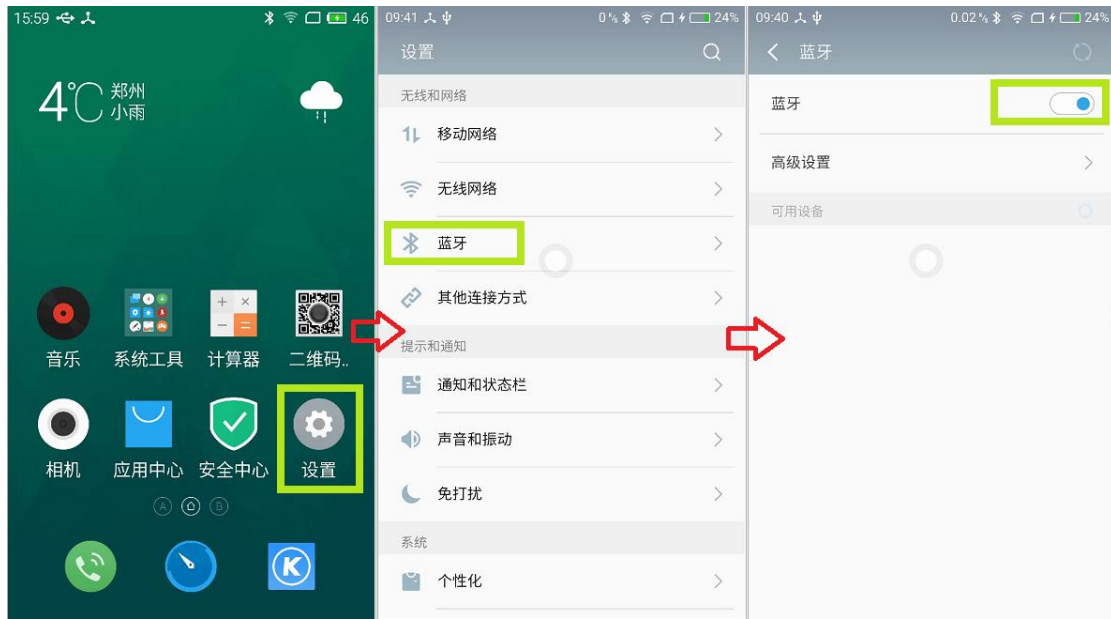 15:59
46
4℃
郑州
小雨
音乐
系统工具
计算器
二维码..
相机
应用中心
安全中心
设置
A
B
K
09:41
0 K/s
24%
设置
无线和网络
移动网络
无线网络
蓝牙
其他连接方式
提示和通知
通知和状态栏
声音和振动
免打扰
系统
个性化
09:40
0.02 K/s
24%
蓝牙
蓝牙
高级设置
可用设备